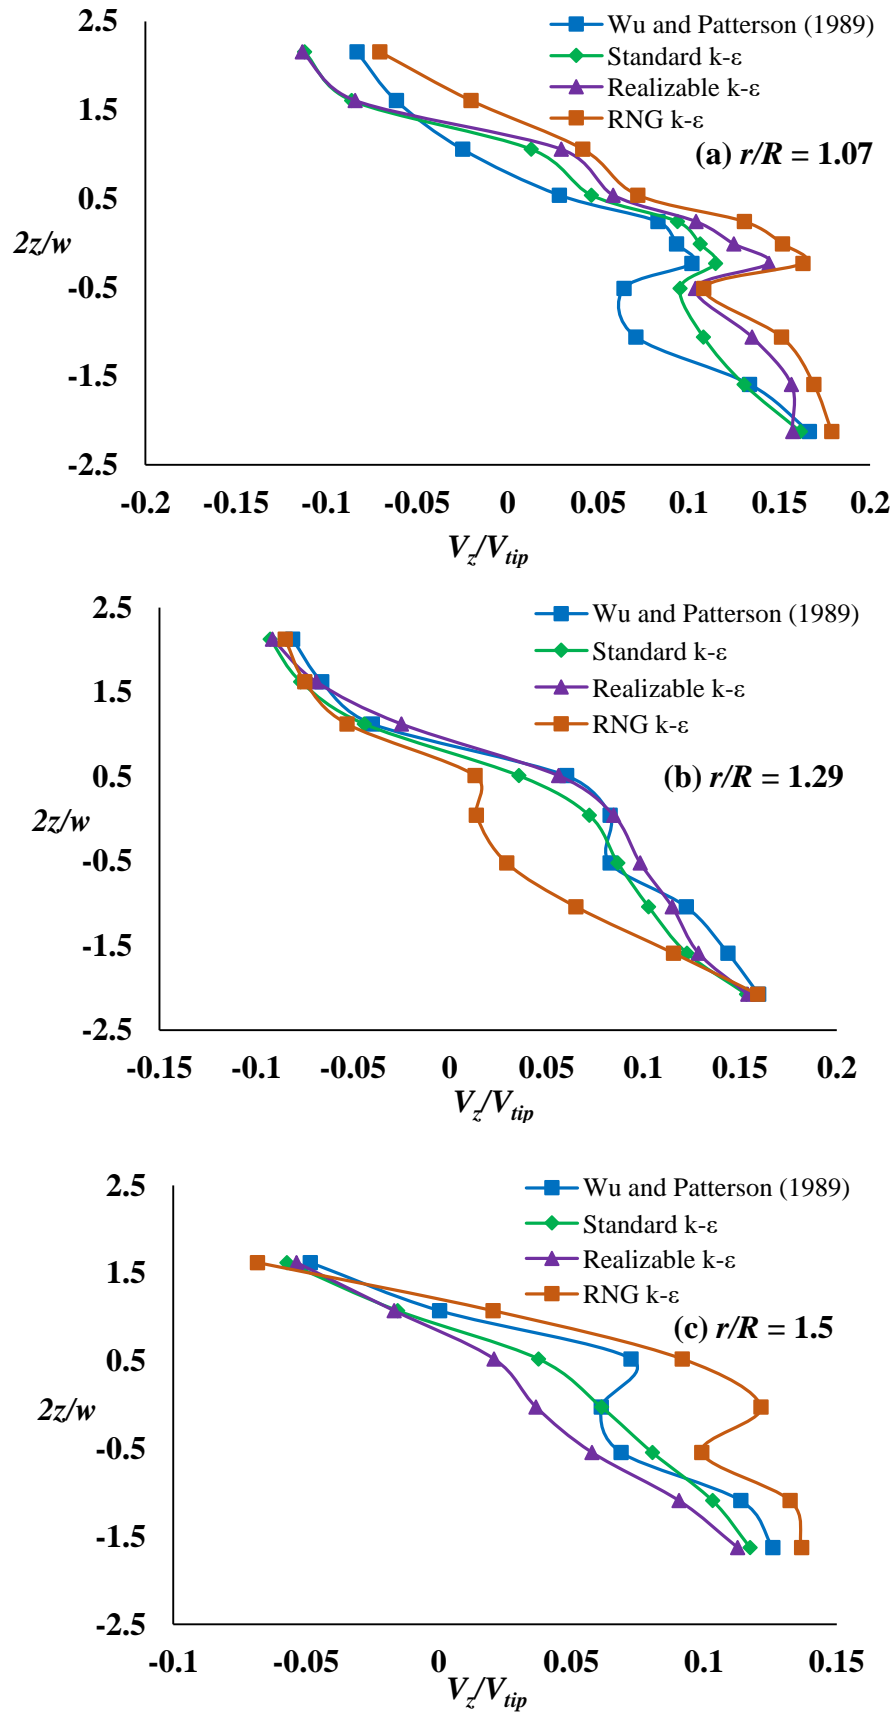 2.5
1.5
0.5
-0.5
-1.5
-2.5
2z/w
Wu and Patterson (1989)
Standard k-ε
Realizable k-ε
RNG k-ε
(a) r/R = 1.07
-0.2 -0.15 -0.1 -0.05 0 0.05 0.1 0.15 0.2
Vz/Vtip
2.5
1.5
0.5
-0.5
-1.5
-2.5
2z/w
Wu and Patterson (1989)
Standard k-ε
Realizable k-ε
RNG k-ε
(b) r/R = 1.29
-0.15 -0.1 -0.05 0 0.05 0.1 0.15 0.2
Vz/Vtip
2.5
1.5
0.5
-0.5
-1.5
-2.5
2z/w
Wu and Patterson (1989)
Standard k-ε
Realizable k-ε
RNG k-ε
(c) r/R = 1.5
-0.1 -0.05 0 0.05 0.1 0.15
Vz/Vtip